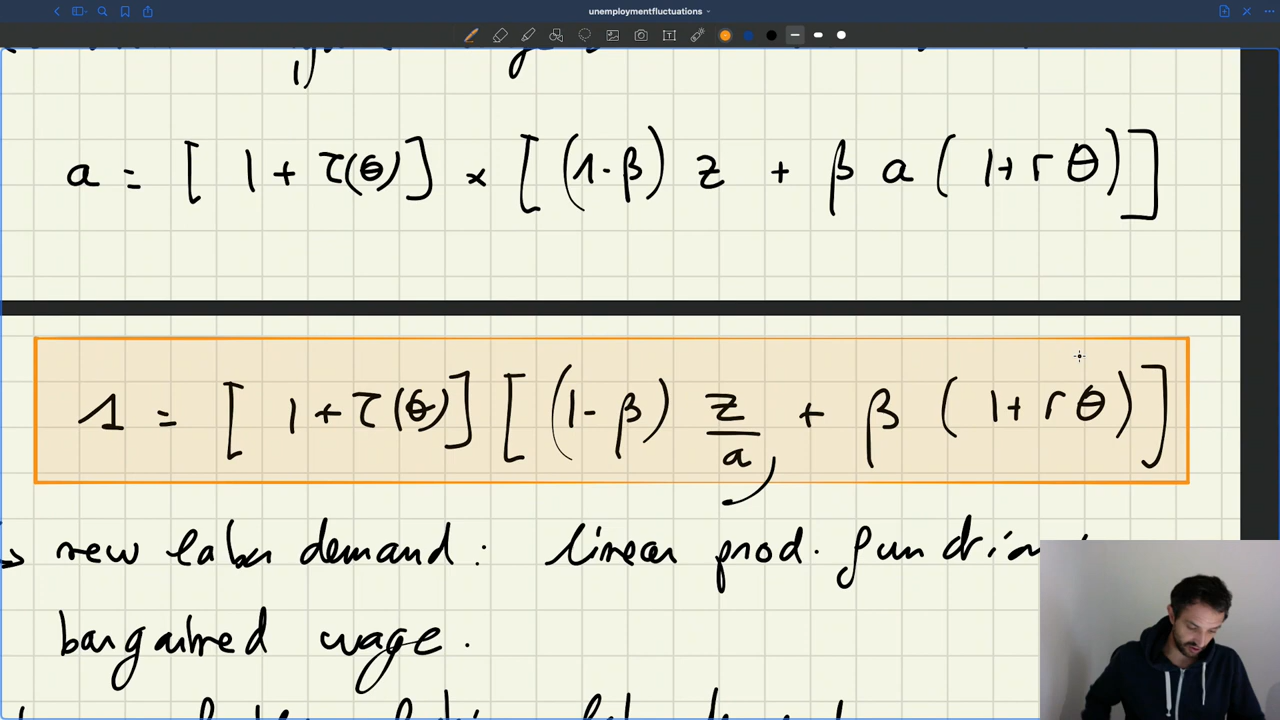 unemploymentfluctuations
a = [ 1 + τ(θ) ] × [ (1-β) z + β a ( 1+ r θ ) ]
1 = [ 1 + τ(θ) ] [ (1- β) z/a + β ( 1+ r θ ) ]
new labor demand : linear prod. function
bargained wage .